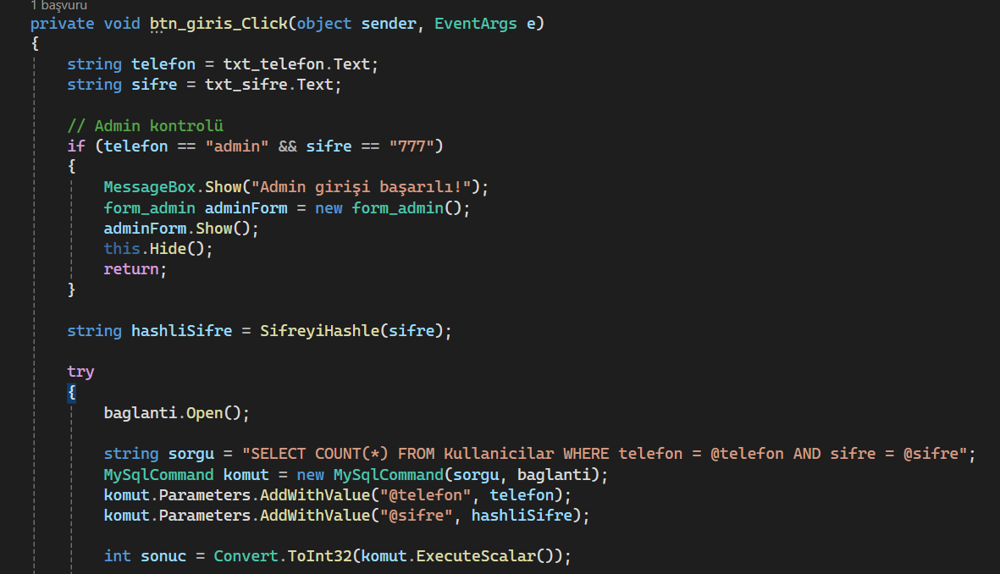 1 başvuru
private void btn_giris_Click(object sender, EventArgs e)
{
string telefon = txt_telefon.Text;
string sifre = txt_sifre.Text;
// Admin kontrolü
if (telefon == "admin" && sifre == "777")
{
MessageBox.Show("Admin girişi başarılı!");
form_admin adminForm = new form_admin();
adminForm.Show();
this.Hide();
return;
}
string hashliSifre = SifreyiHashle(sifre);
try
{
baglanti.Open();
string sorgu = "SELECT COUNT(*) FROM Kullanicilar WHERE telefon = @telefon AND sifre = @sifre";
MySqlCommand komut = new MySqlCommand(sorgu, baglanti);
komut.Parameters.AddWithValue("@telefon", telefon);
komut.Parameters.AddWithValue("@sifre", hashliSifre);
int sonuc = Convert.ToInt32(komut.ExecuteScalar());